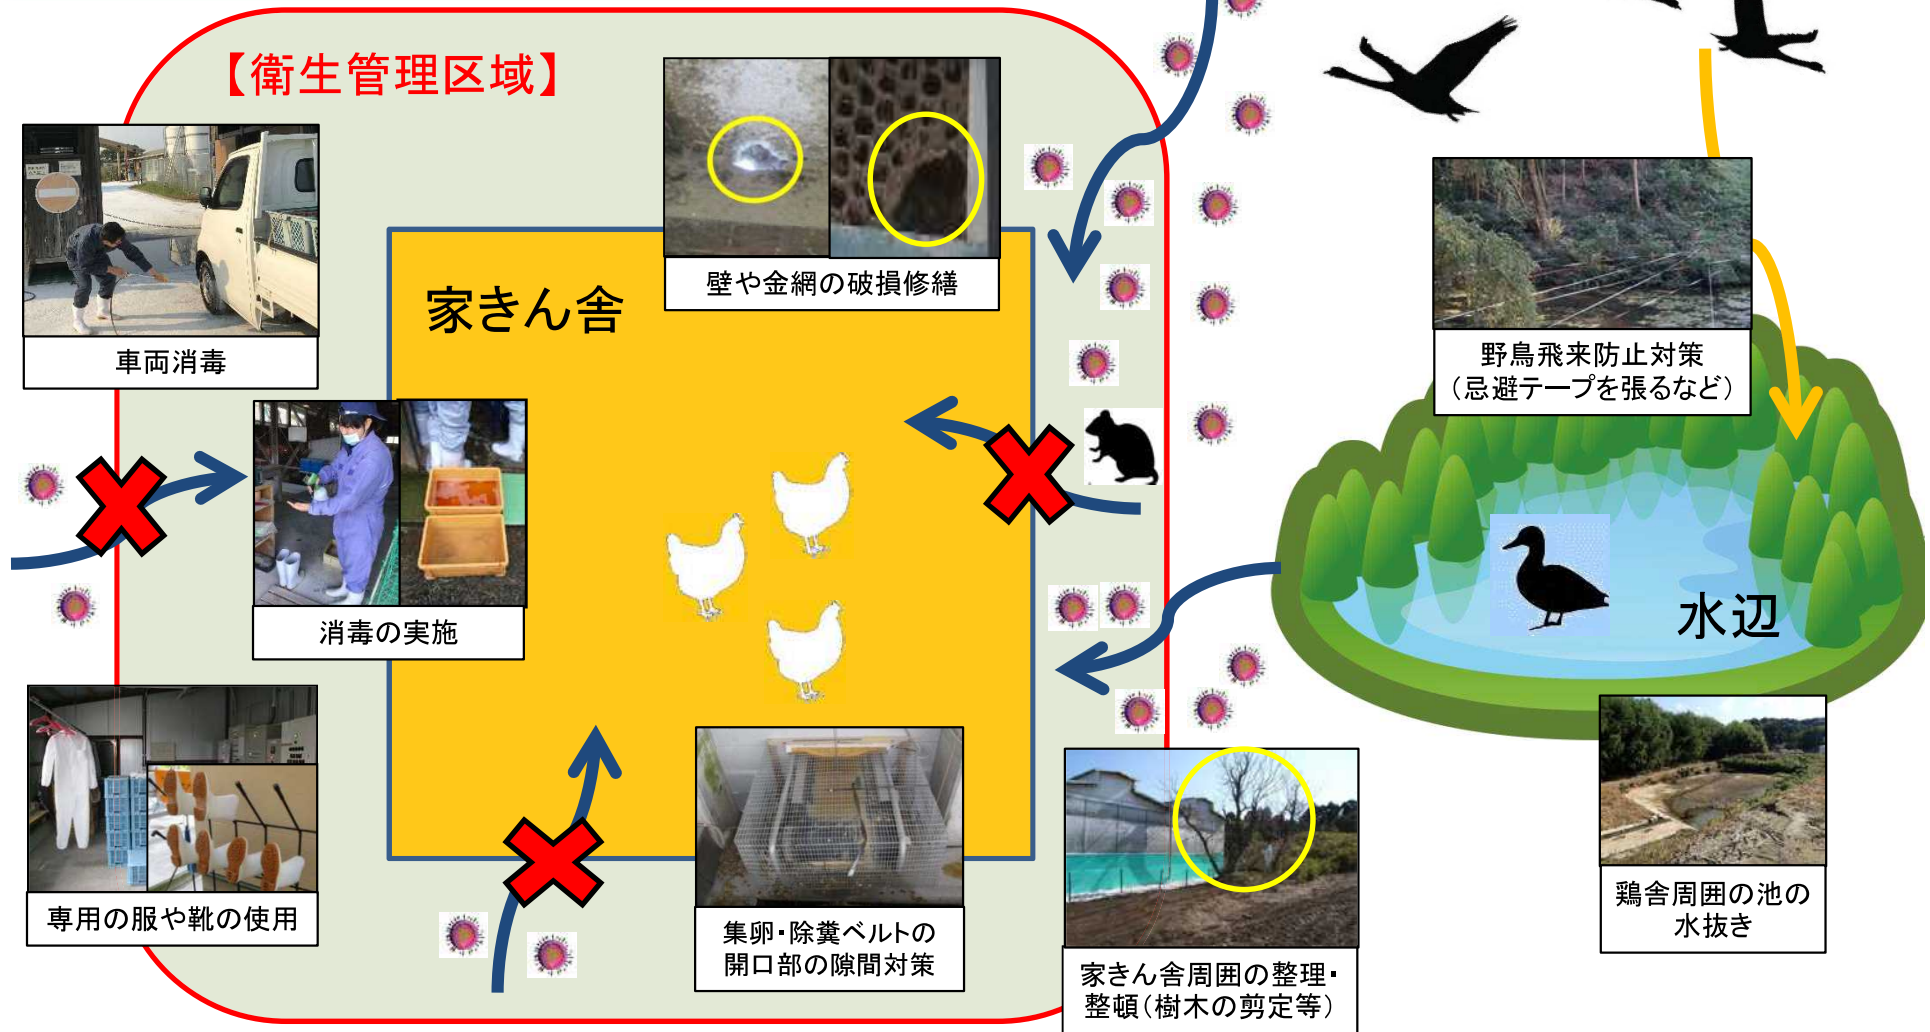 【衛生管理区域】
車両消毒
家きん舎
壁や金網の破損修繕
野鳥飛来防止対策
(忌避テープを張るなど)
消毒の実施
水辺
専用の服や靴の使用
集卵・除糞ベルトの
開口部の隙間対策
家きん舎周囲の整理・
整頓(樹木の剪定等)
鶏舎周囲の池の
水抜き